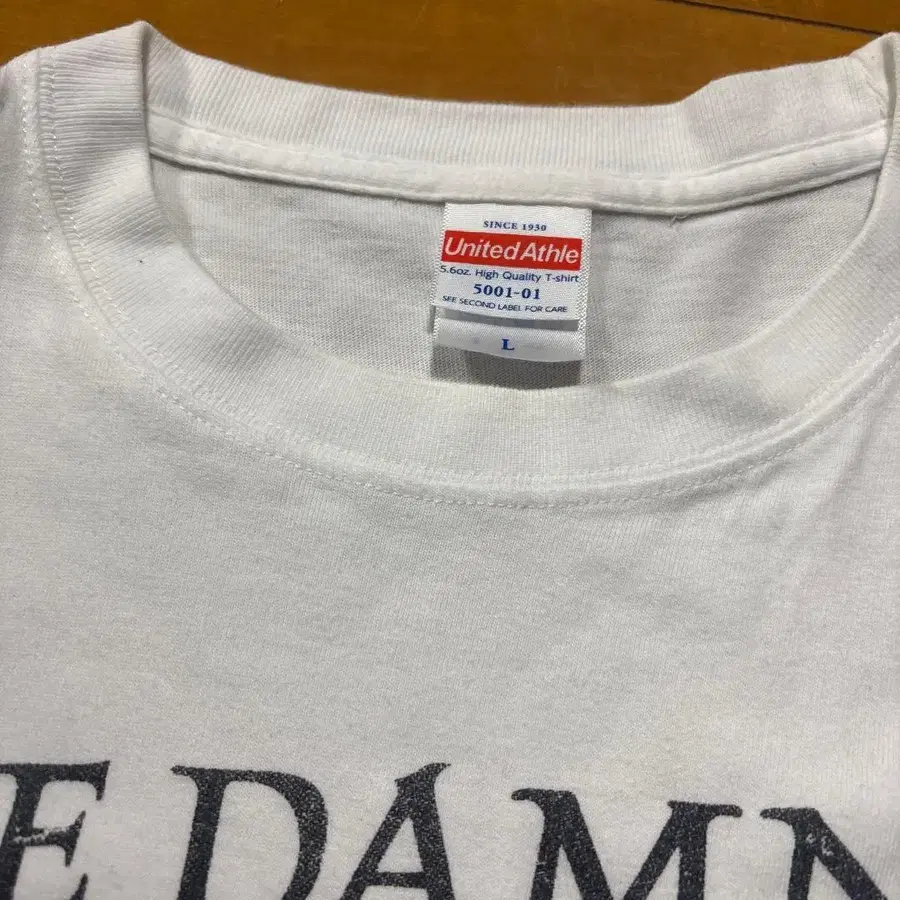 SINCE 1930
United Athle
5.6oz. High Quality T-shirt
5001-01
SEE SECOND LABEL FOR CARE
L
E DAMN